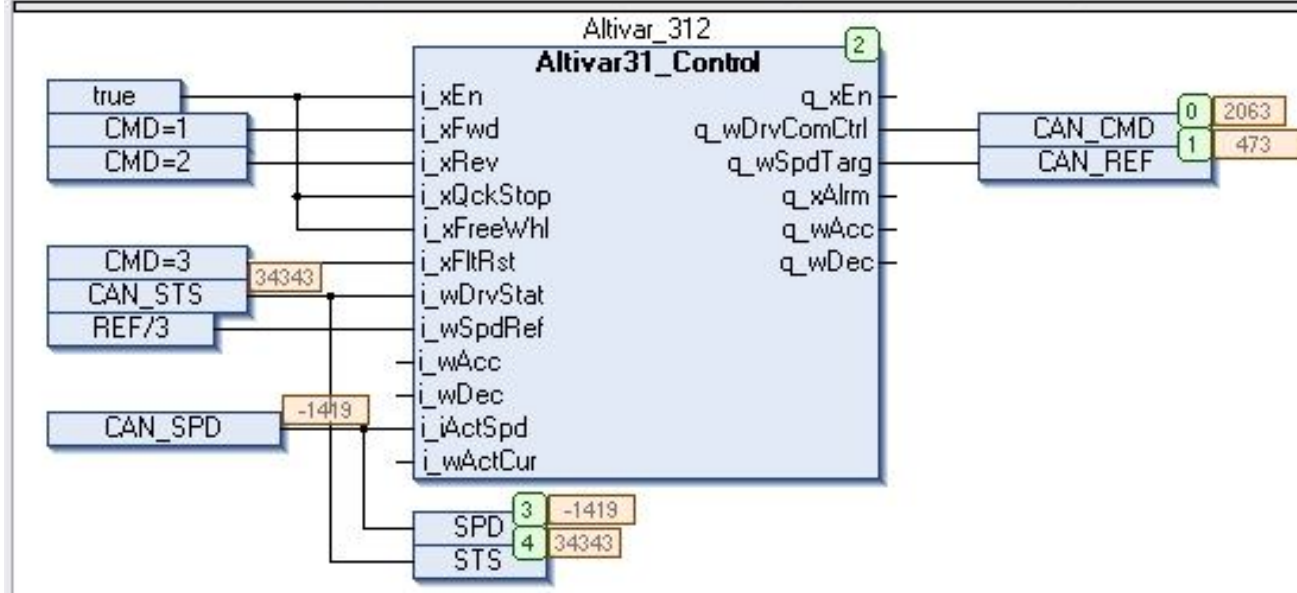 Altivar_312
2
Altivar31_Control
true
i_xEn
q_xEn
CMD=1
i_xFwd
q_wDrvComCtrl
CAN_CMD
0
2063
CMD=2
i_xRev
q_wSpdTarg
CAN_REF
1
473
i_xQckStop
q_xAlrm
i_xFreeWhl
q_wAcc
CMD=3
i_xFltRst
q_wDec
CAN_STS
34343
i_wDrvStat
REF/3
i_wSpdRef
i_wAcc
i_wDec
CAN_SPD
-1419
i_iActSpd
i_wActCur
SPD
3
-1419
STS
4
34343